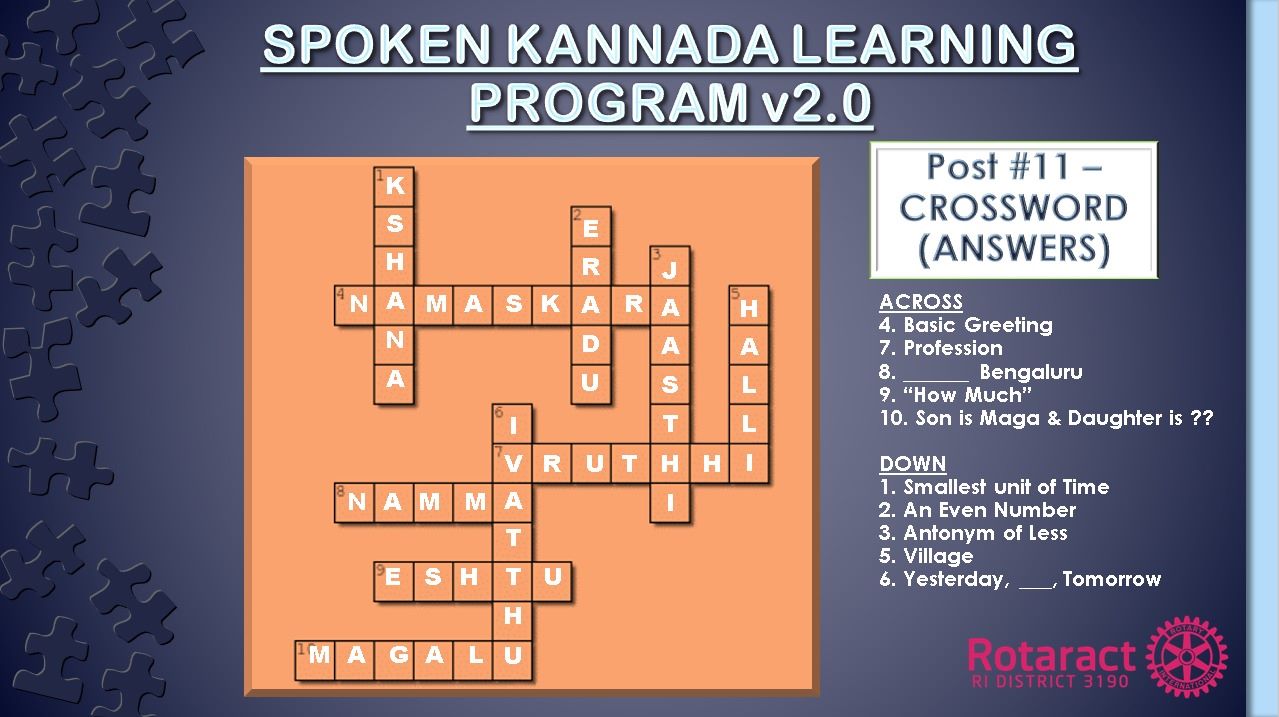 SPOKEN KANNADA LEARNING
PROGRAM v2.0
1 K
S 2 E
H R 3 J
4 N A M A S K A R A 5 H
N D A A
A U S L
6 I T L
7 V R U T H H I
8 N A M M A I
T
9 E S H T U
H
10 M A G A L U
Post #11 –
CROSSWORD
(ANSWERS)
ACROSS
4. Basic Greeting
7. Profession
8. ______ Bengaluru
9. “How Much”
10. Son is Maga & Daughter is ??
DOWN
1. Smallest unit of Time
2. An Even Number
3. Antonym of Less
5. Village
6. Yesterday, ___, Tomorrow
Rotaract
RI DISTRICT 3190
ROTARY
INTERNATIONAL